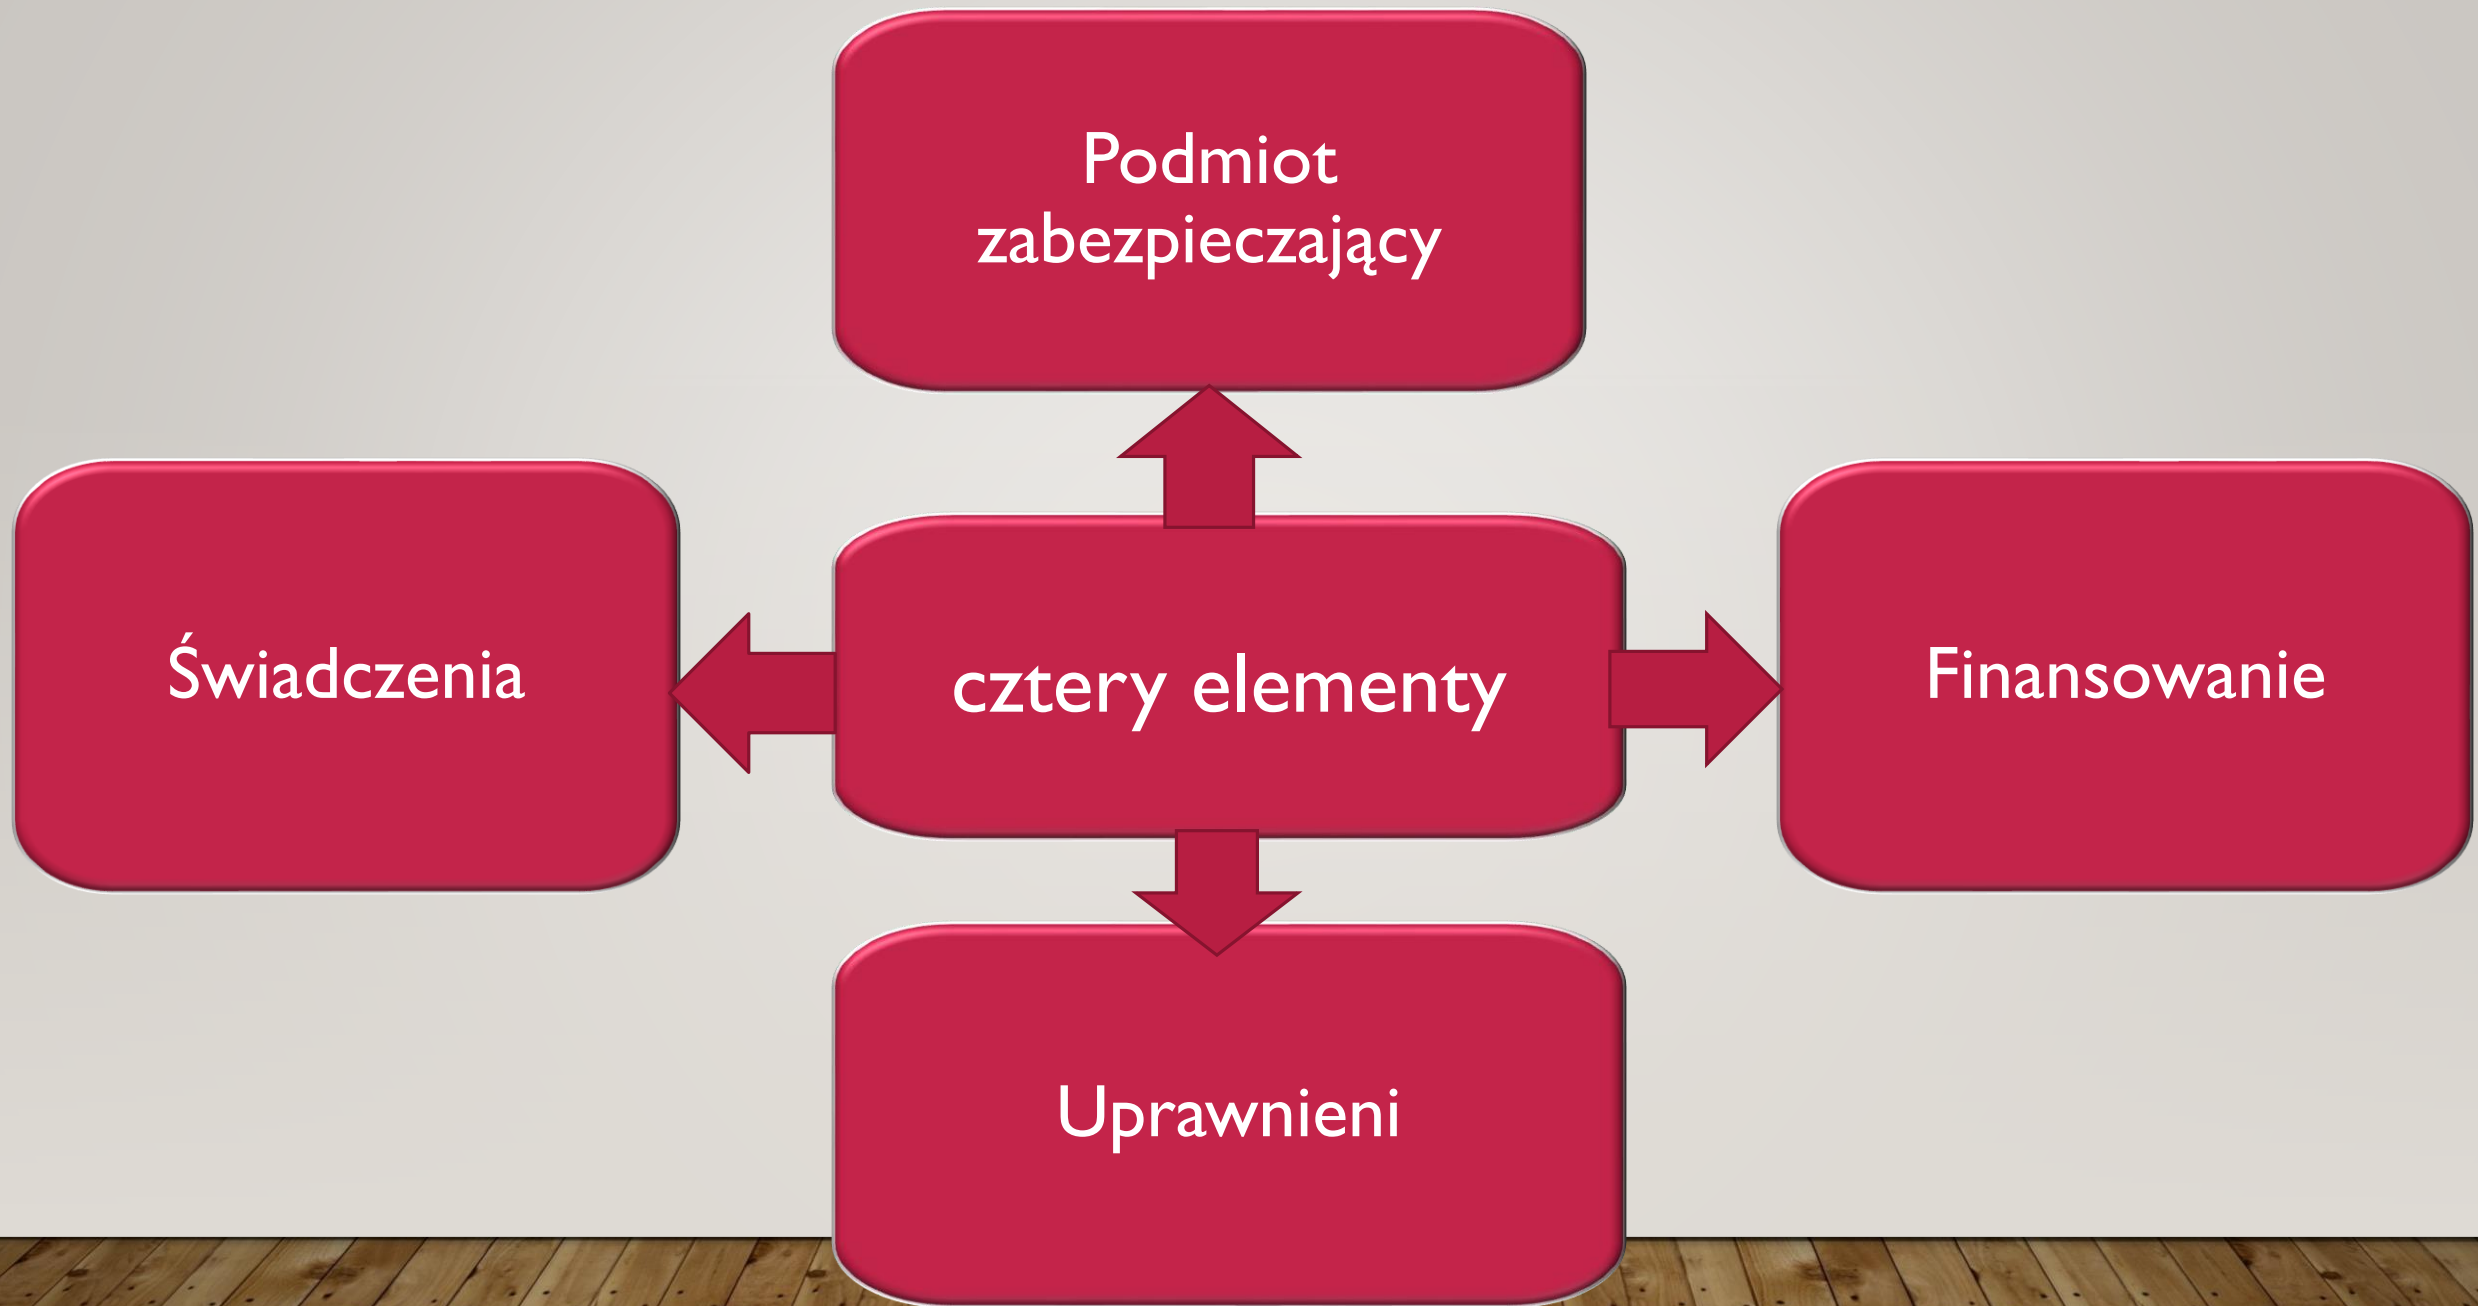 Podmiot
zabezpieczający
Świadczenia
cztery elementy
Finansowanie
Uprawnieni